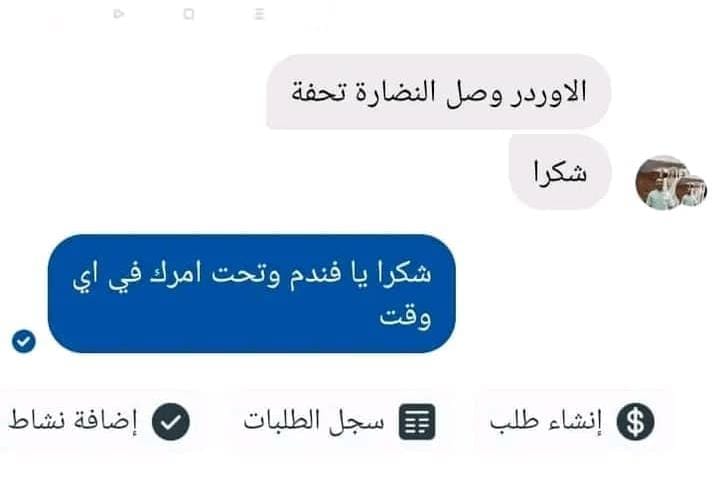 الاوردر وصل النضارة تحفة
شكرا
شكرا يا فندم وتحت امرك في اي
وقت
إنشاء طلب
سجل الطلبات
إضافة نشاط